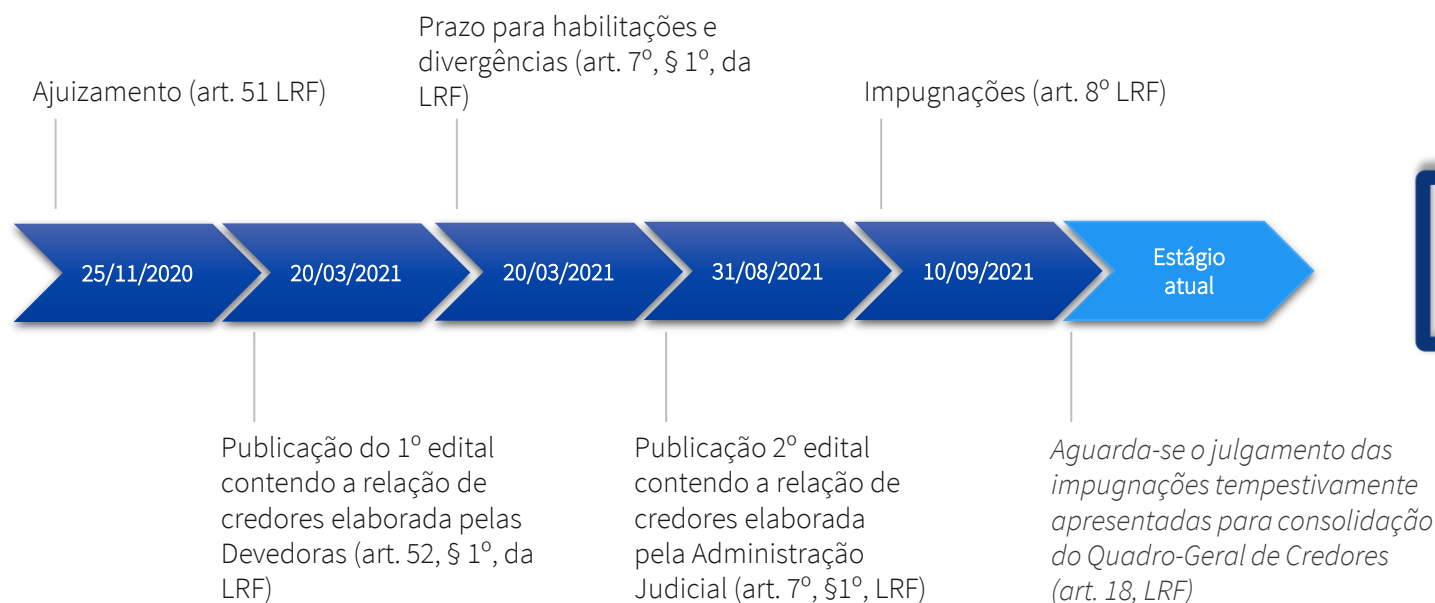 Prazo para habilitações e
divergências (art. 7º, § 1º, da
LRF)
Ajuizamento (art. 51 LRF)
Impugnações (art. 8º LRF)
25/11/2020
20/03/2021
20/03/2021
31/08/2021
10/09/2021
Estágio
atual
Publicação do 1º edital
contendo a relação de
credores elaborada pelas
Devedoras (art. 52, § 1º, da
LRF)
Publicação 2º edital
contendo a relação de
credores elaborada
pela Administração
Judicial (art. 7º, §1º, LRF)
Aguarda-se o julgamento das
impugnações tempestivamente
apresentadas para consolidação
do Quadro-Geral de Credores
(art. 18, LRF)